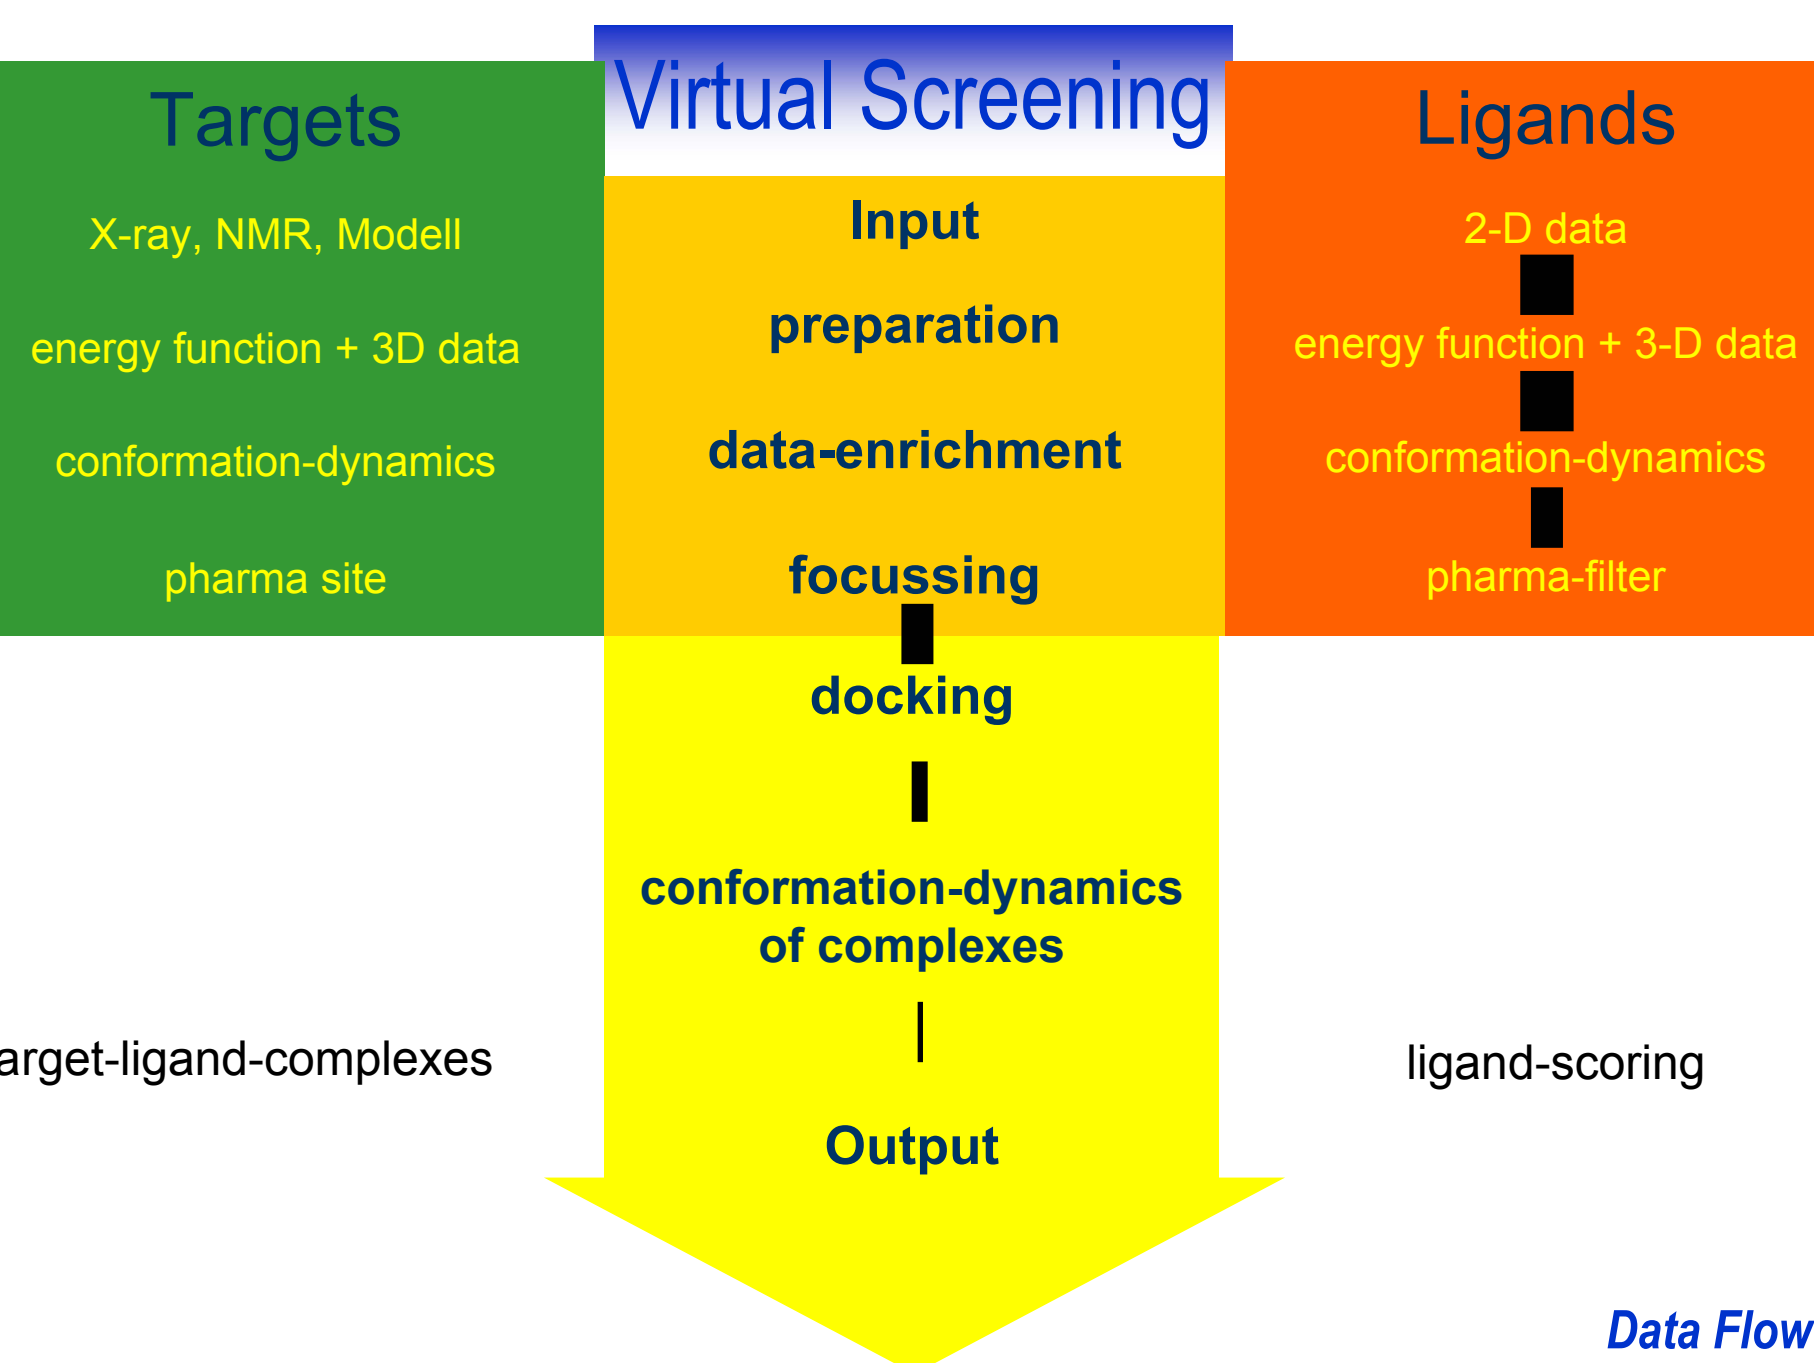 Virtual Screening
Targets
Ligands
X-ray, NMR, Modell
Input
2-D data
energy function + 3D data
preparation
energy function + 3-D data
conformation-dynamics
data-enrichment
conformation-dynamics
pharma site
focussing
pharma-filter
docking
conformation-dynamics
of complexes
arget-ligand-complexes
ligand-scoring
Output
Data Flow